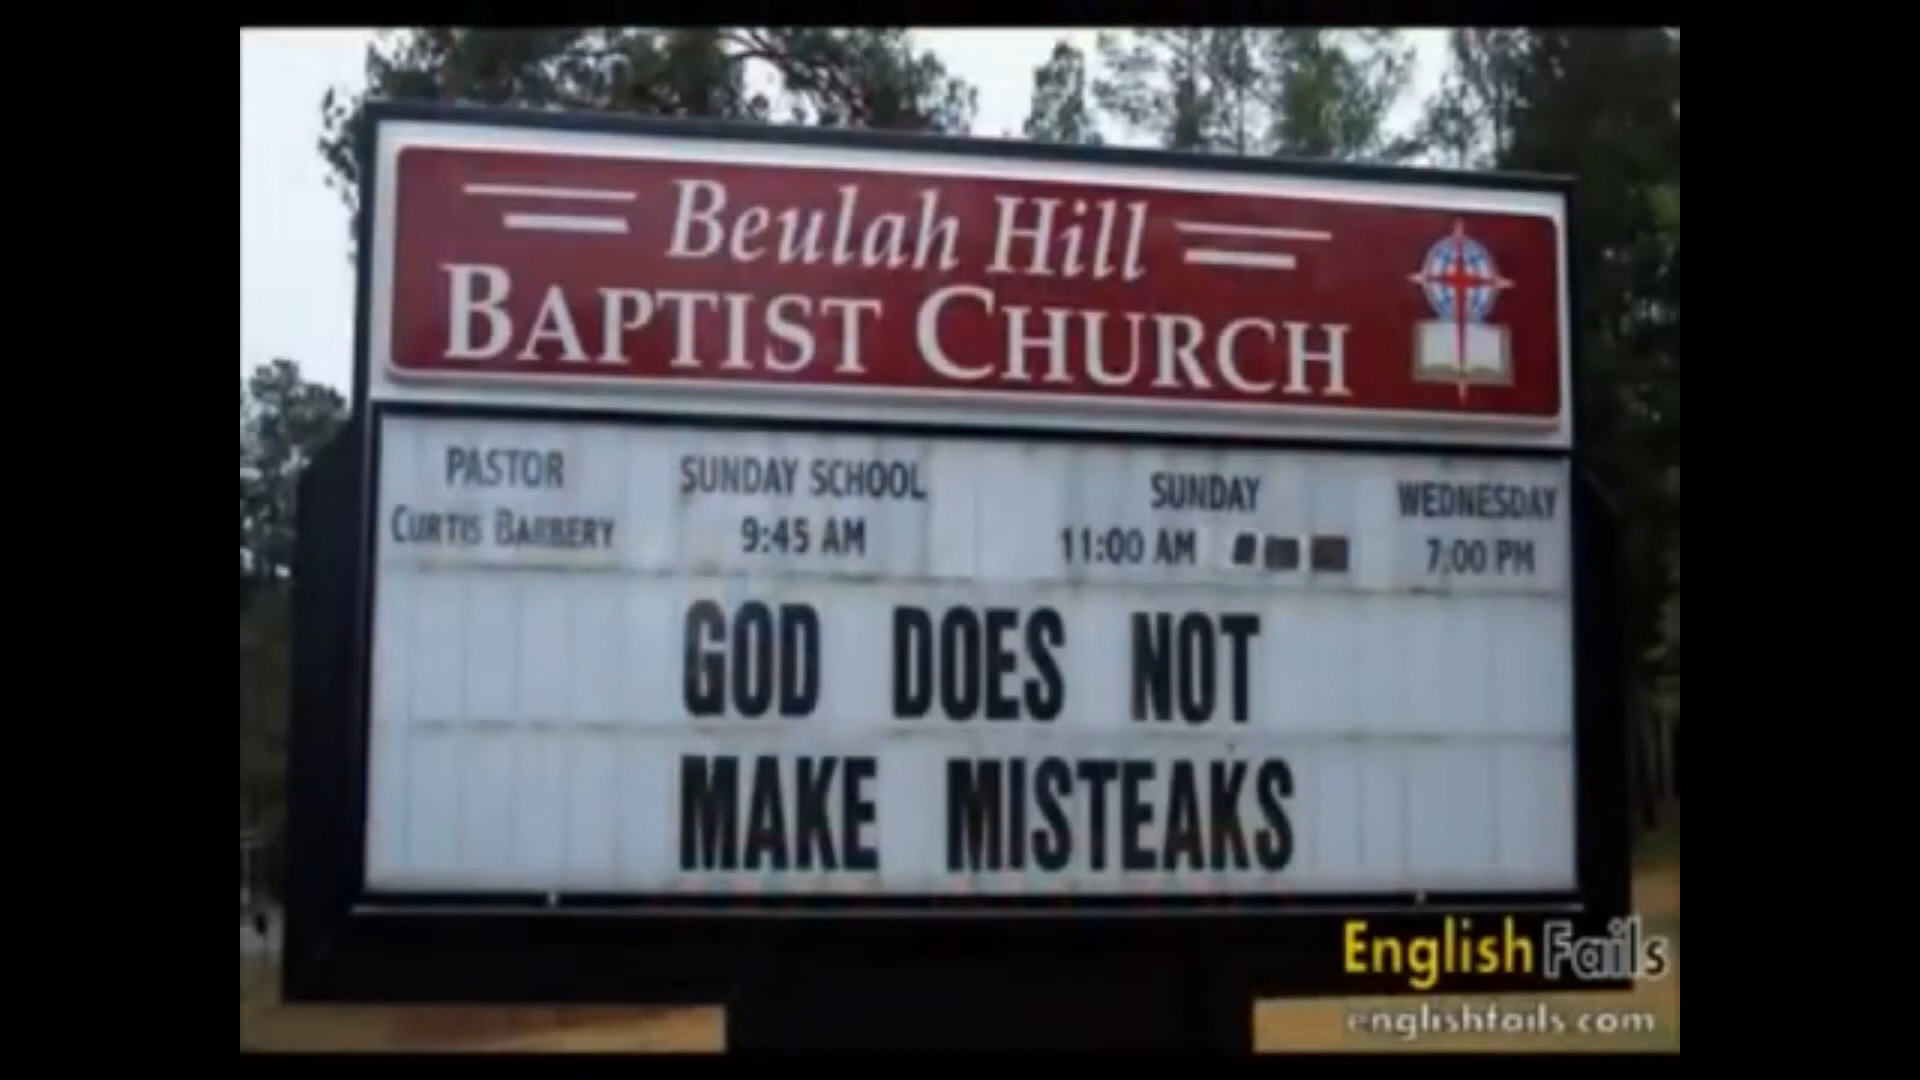 Beulah Hill
BAPTIST CHURCH
PASTOR SUNDAY SCHOOL SUNDAY WEDNESDAY
CURTIS BARBERY 9:45 AM 11:00 AM 7:00 PM
GOD DOES NOT
MAKE MISTEAKS
English Fails
englishfails.com